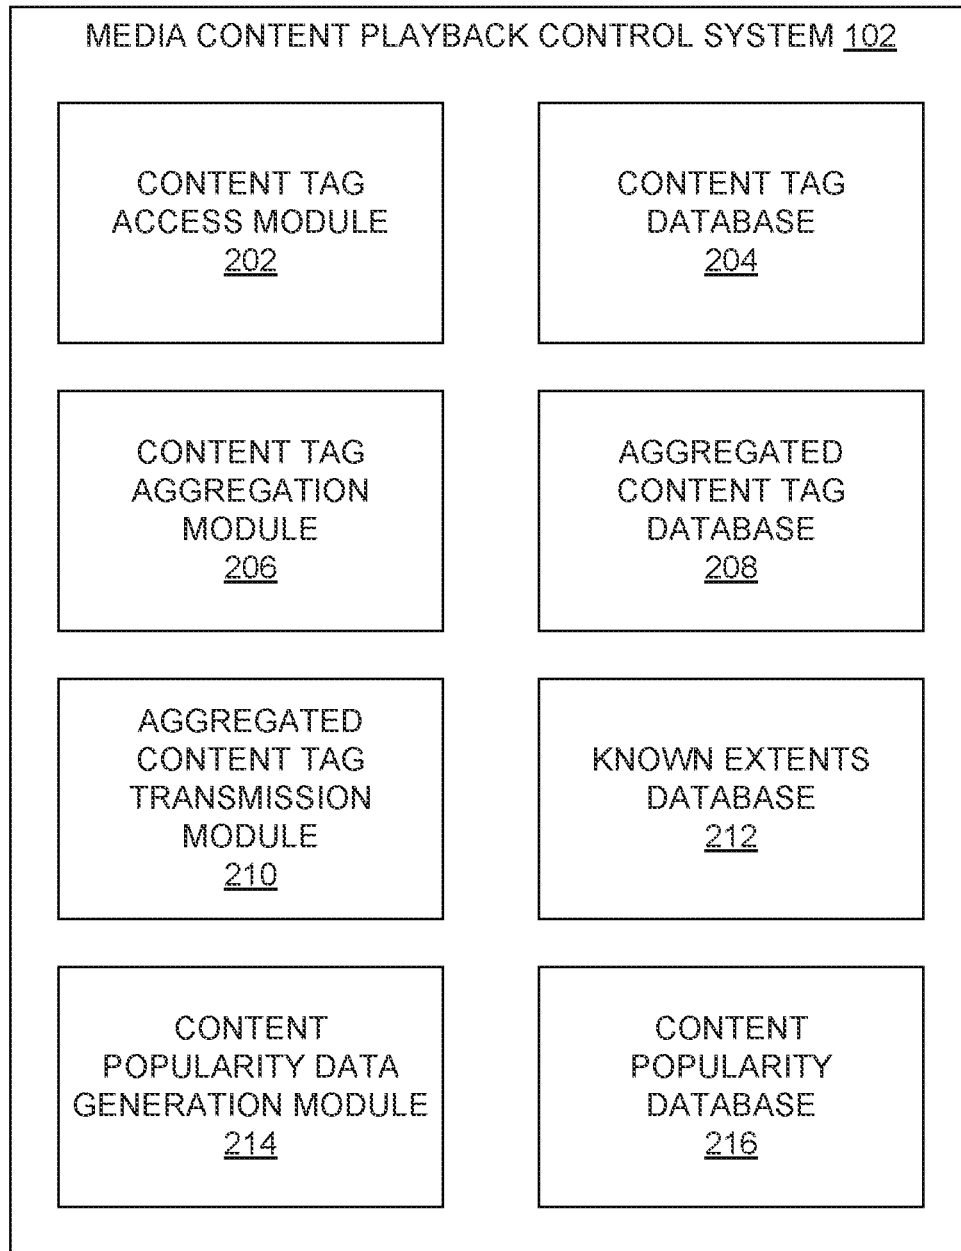 MEDIA CONTENT PLAYBACK CONTROL SYSTEM 102
CONTENT TAG
ACCESS MODULE
202
CONTENT TAG
DATABASE
204
CONTENT TAG
AGGREGATION
MODULE
206
AGGREGATED
CONTENT TAG
DATABASE
208
AGGREGATED
CONTENT TAG
TRANSMISSION
MODULE
210
KNOWN EXTENTS
DATABASE
212
CONTENT
POPULARITY DATA
GENERATION MODULE
214
CONTENT
POPULARITY
DATABASE
216